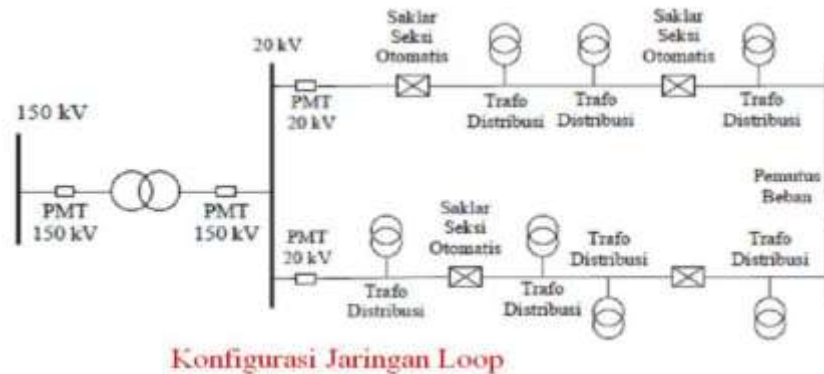 150 kV
PMT
150 kV
PMT
150 kV
20 kV
PMT
20 kV
Saklar
Seksi
Otomatis
Trafo
Distribusi
Trafo
Distribusi
Saklar
Seksi
Otomatis
Trafo
Distribusi
Pemutus
Beban
PMT
20 kV
Trafo
Distribusi
Saklar
Seksi
Otomatis
Trafo
Distribusi
Trafo
Distribusi
Trafo
Distribusi
Konfigurasi Jaringan Loop